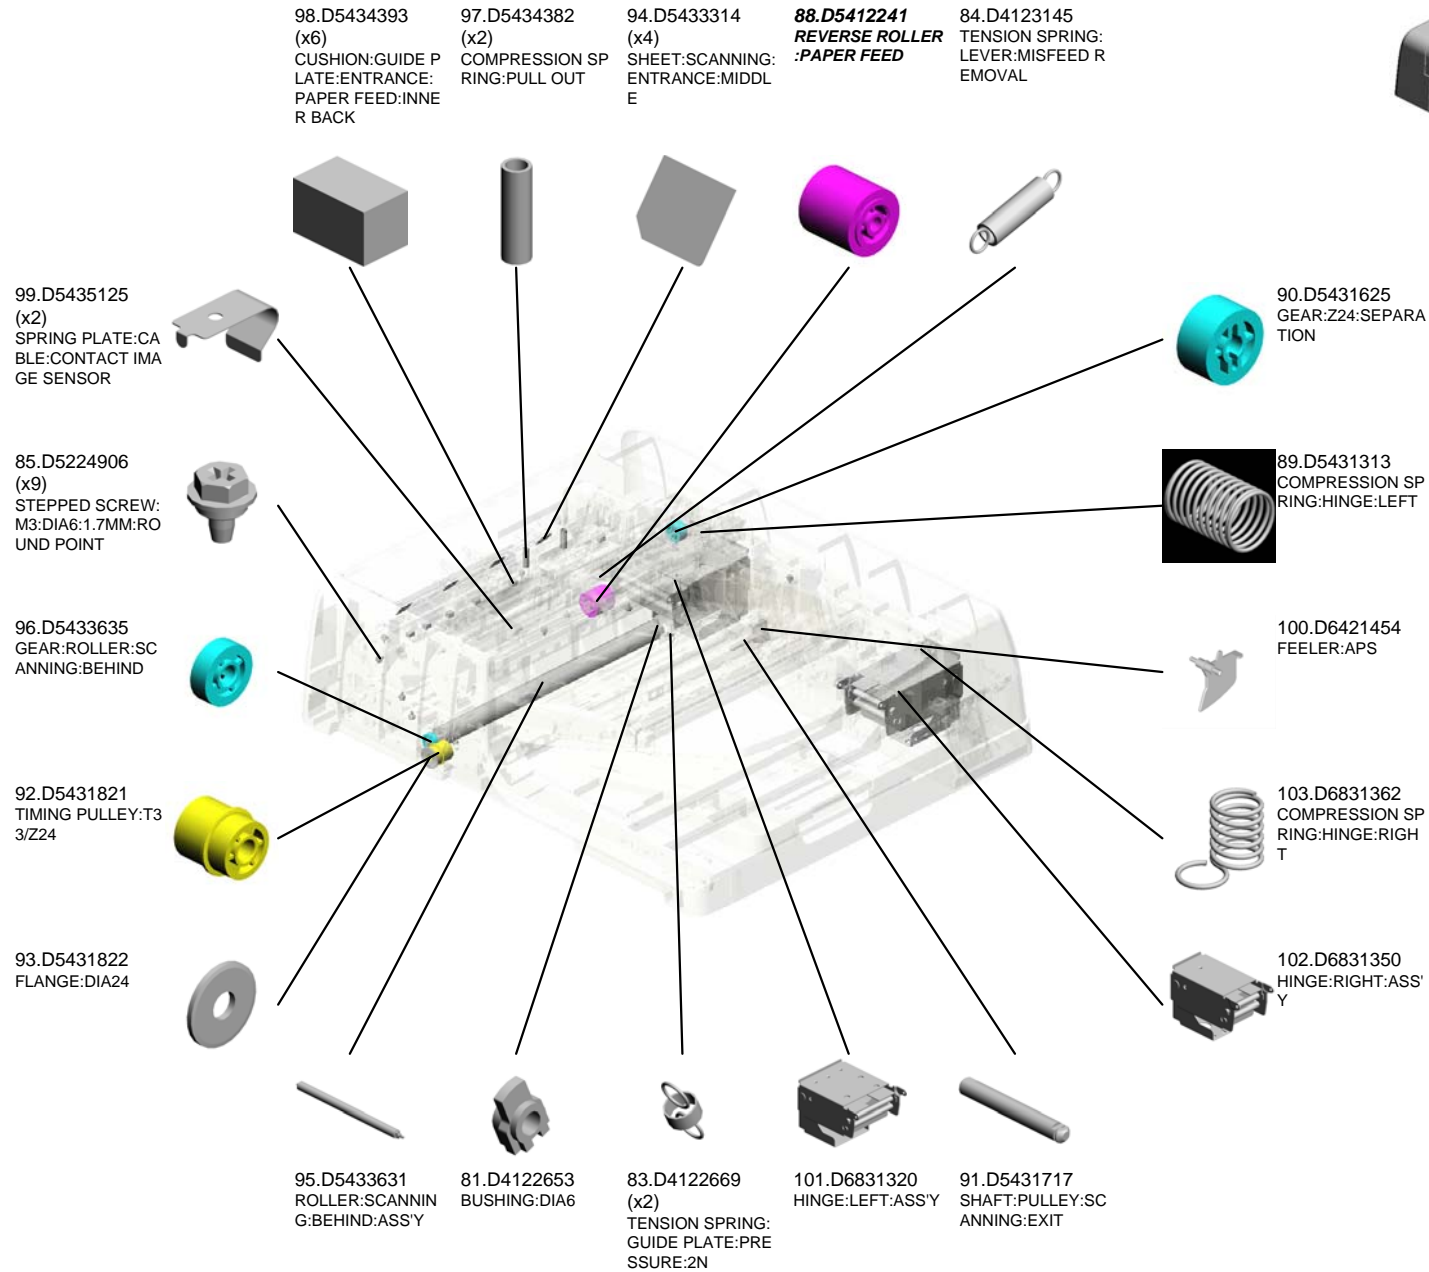 98.D5434393
(x6)
CUSHION:GUIDE P
LATE:ENTRANCE:
PAPER FEED:INNE
R BACK
97.D5434382
(x2)
COMPRESSION SP
RING:PULL OUT
94.D5433314
(x4)
SHEET:SCANNING:
ENTRANCE:MIDDL
E
88.D5412241
REVERSE ROLLER
:PAPER FEED
84.D4123145
TENSION SPRING:
LEVER:MISFEED R
EMOVAL
99.D5435125
(x2)
SPRING PLATE:CA
BLE:CONTACT IMA
GE SENSOR
90.D5431625
GEAR:Z24:SEPARA
TION
85.D5224906
(x9)
STEPPED SCREW:
M3:DIA6:1.7MM:RO
UND POINT
89.D5431313
COMPRESSION SP
RING:HINGE:LEFT
96.D5433635
GEAR:ROLLER:SC
ANNING:BEHIND
100.D6421454
FEELER:APS
92.D5431821
TIMING PULLEY:T3
3/Z24
103.D6831362
COMPRESSION SP
RING:HINGE:RIGH
T
93.D5431822
FLANGE:DIA24
102.D6831350
HINGE:RIGHT:ASS'
Y
95.D5433631
ROLLER:SCANNIN
G:BEHIND:ASS'Y
81.D4122653
BUSHING:DIA6
83.D4122669
(x2)
TENSION SPRING:
GUIDE PLATE:PRE
SSURE:2N
101.D6831320
HINGE:LEFT:ASS'Y
91.D5431717
SHAFT:PULLEY:SC
ANNING:EXIT